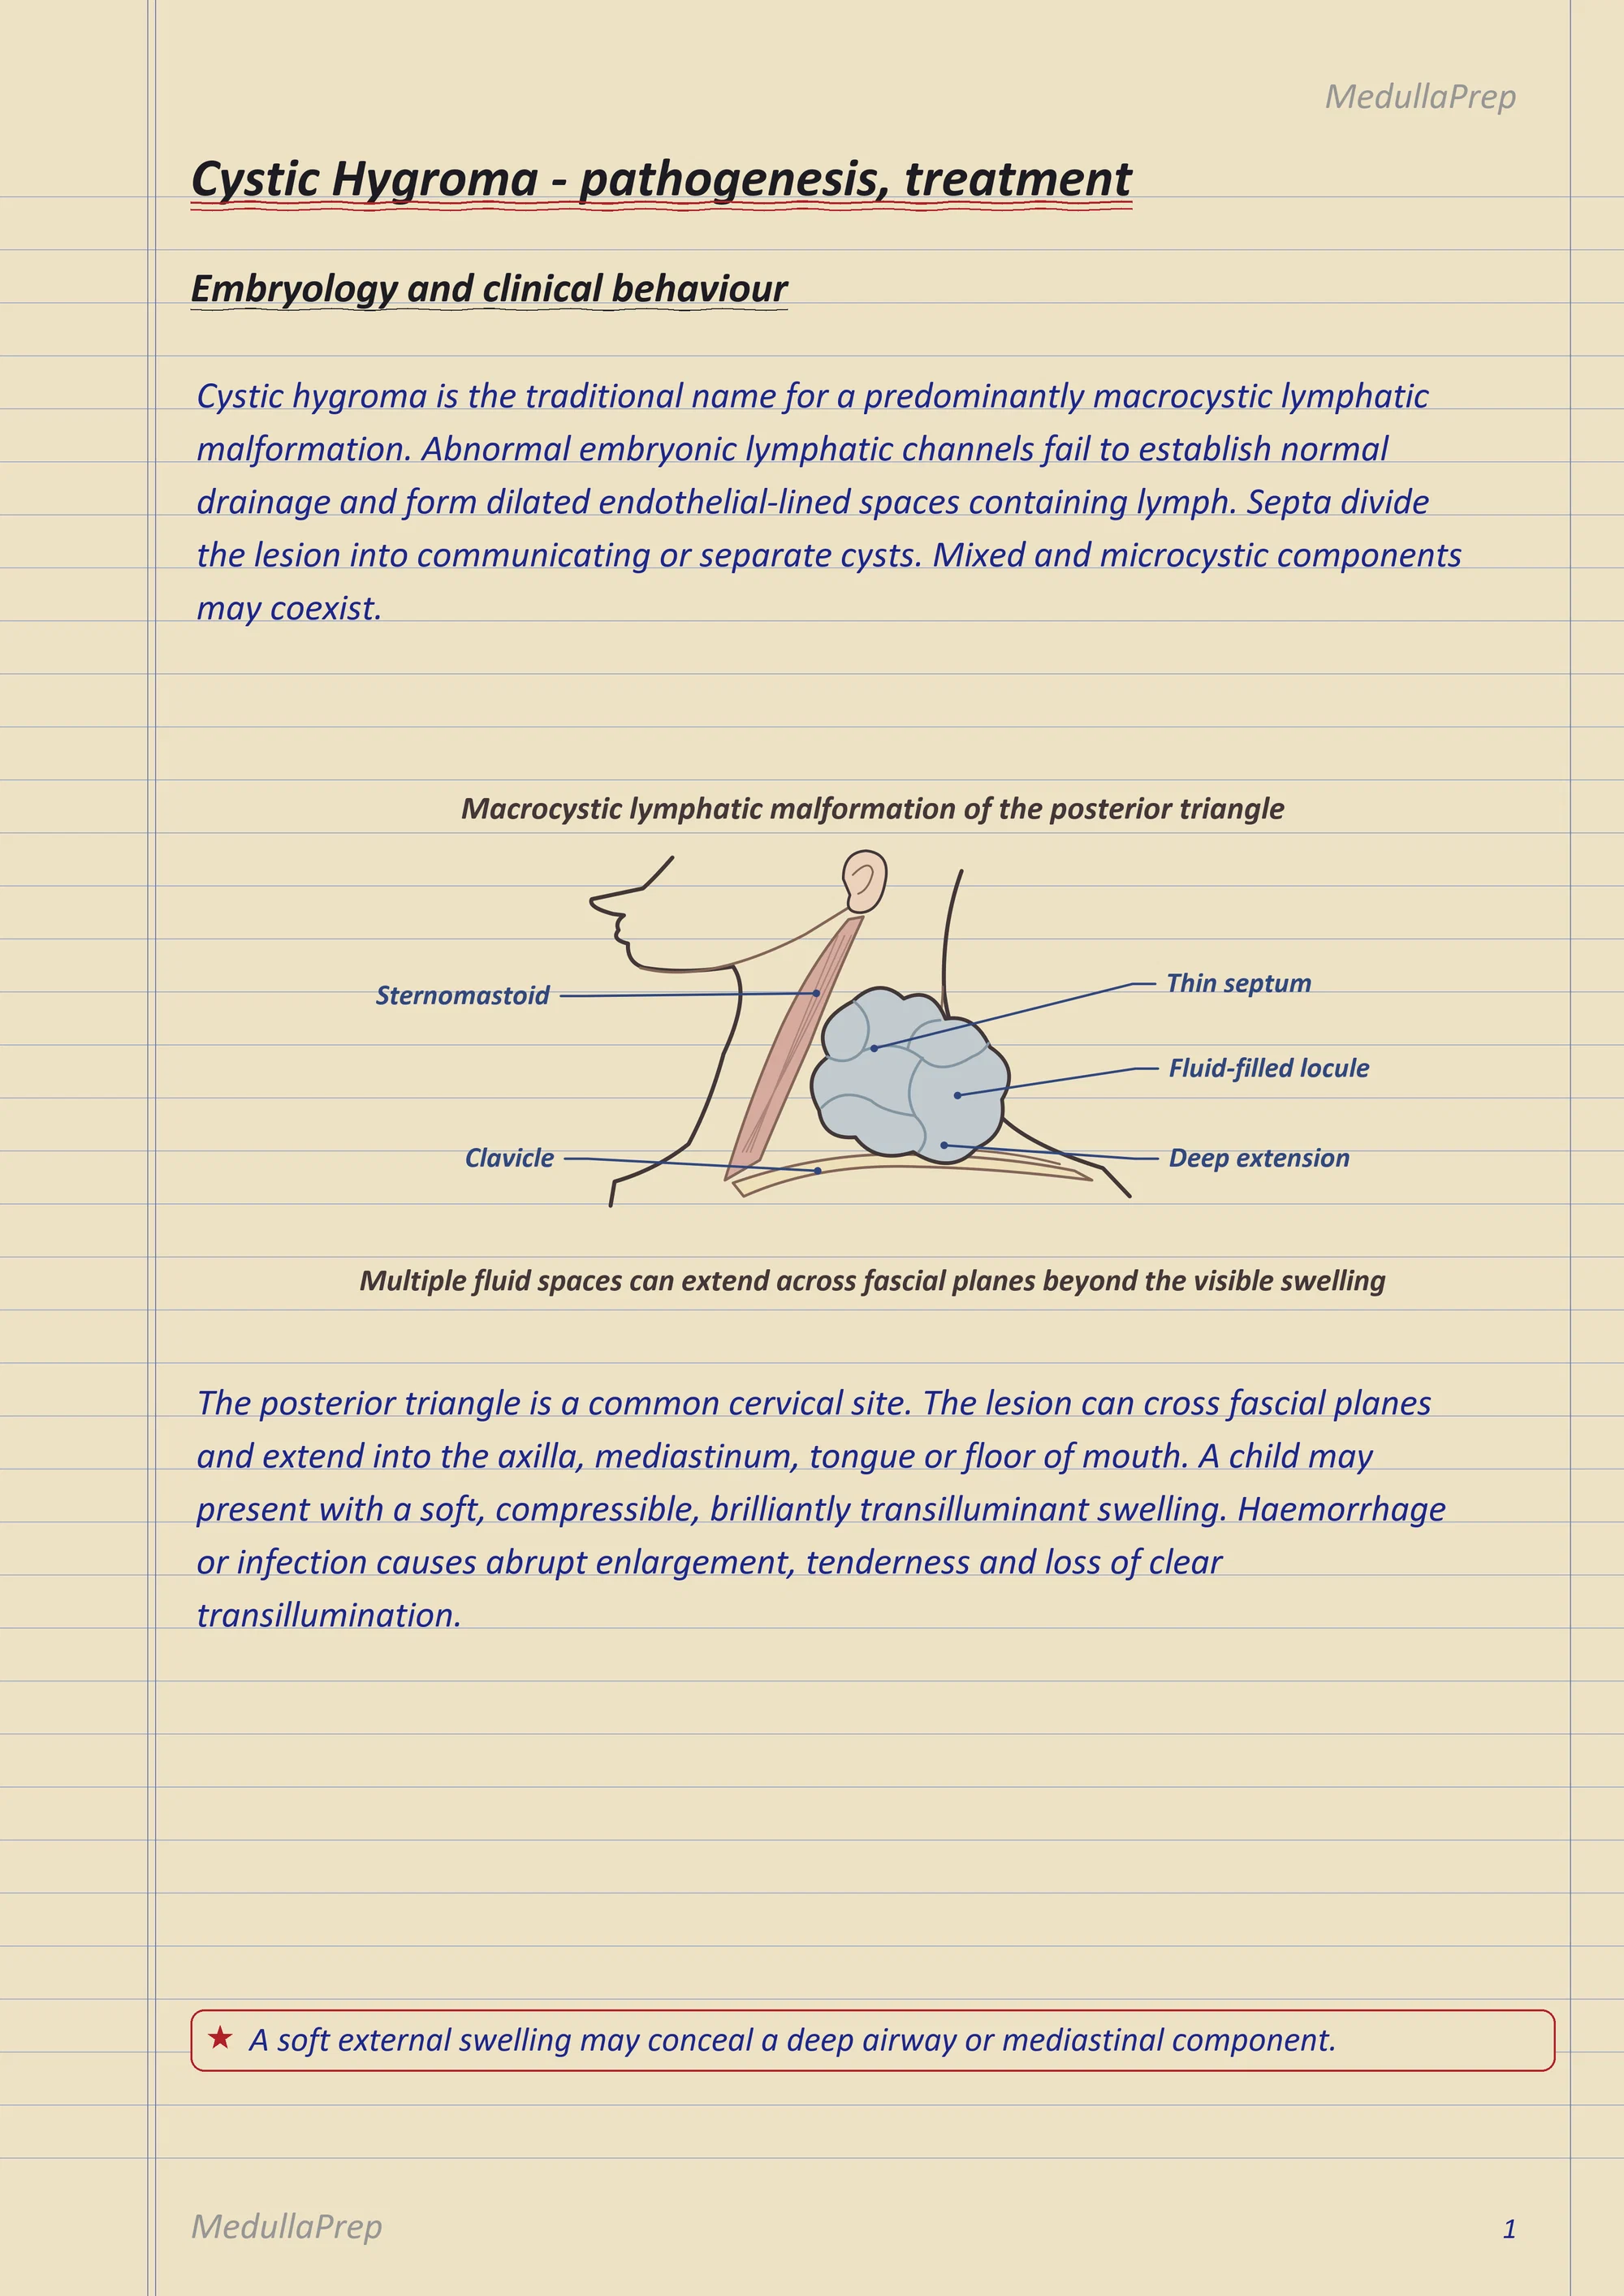 MedullaPrep
Cystic Hygroma - pathogenesis, treatment
Embryology and clinical behaviour
Cystic hygroma is the traditional name for a predominantly macrocystic lymphatic
malformation. Abnormal embryonic lymphatic channels fail to establish normal
drainage and form dilated endothelial-lined spaces containing lymph. Septa divide
the lesion into communicating or separate cysts. Mixed and microcystic components
may coexist.
Macrocystic lymphatic malformation of the posterior triangle
Sternomastoid
Thin septum
Fluid-filled locule
Clavicle
Deep extension
Multiple fluid spaces can extend across fascial planes beyond the visible swelling
The posterior triangle is a common cervical site. The lesion can cross fascial planes
and extend into the axilla, mediastinum, tongue or floor of mouth. A child may
present with a soft, compressible, brilliantly transilluminant swelling. Haemorrhage
or infection causes abrupt enlargement, tenderness and loss of clear
transillumination.
★ A soft external swelling may conceal a deep airway or mediastinal component.
MedullaPrep
1